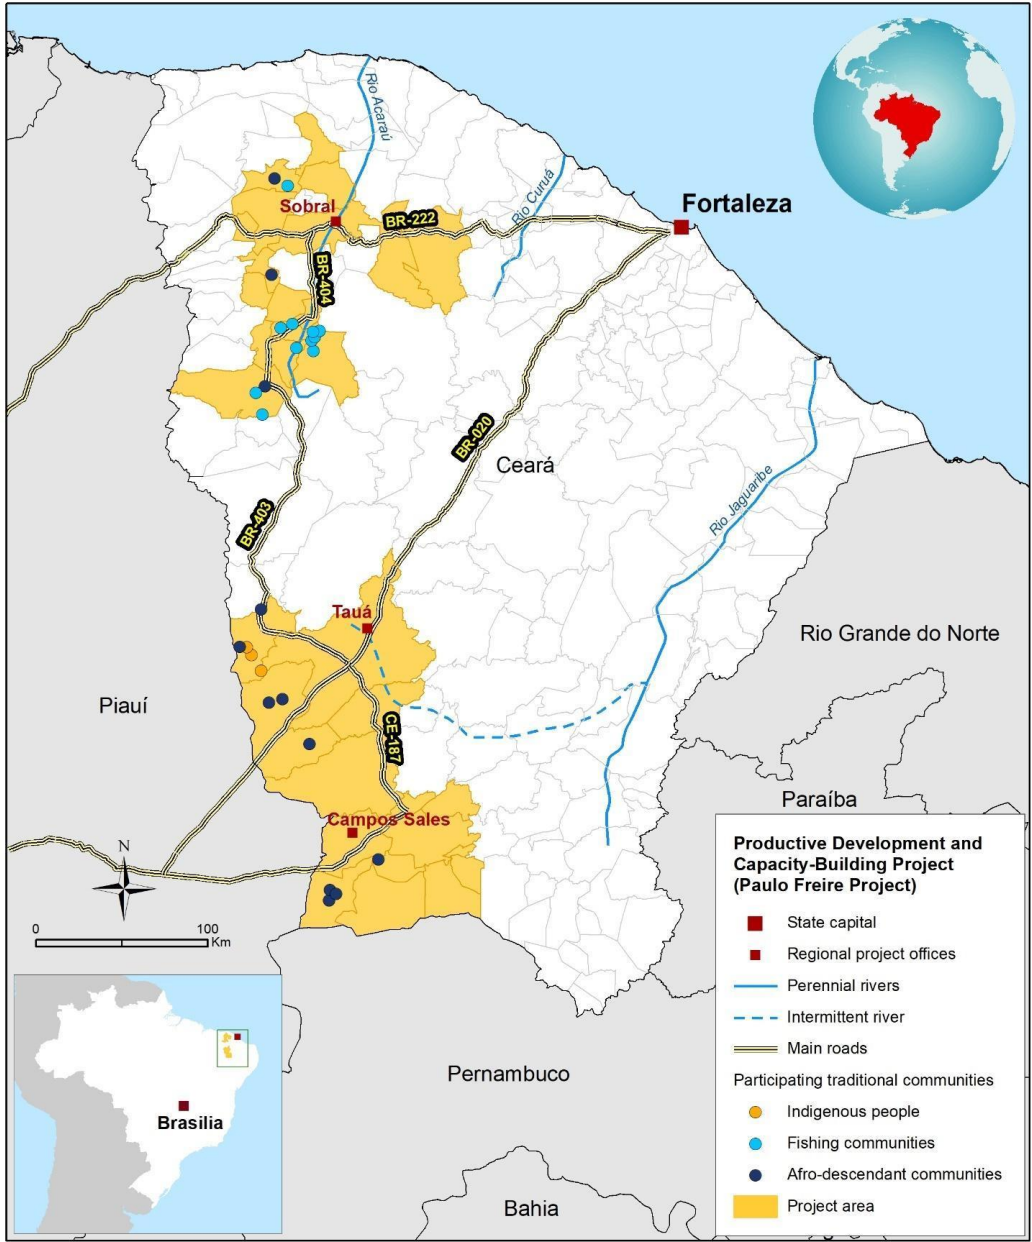 Rio Acaraú
Rio Curuá
Sobral
BR-222
Fortaleza
BR-404
BR-020
Ceará
Rio Jaguaribe
BR-403
Tauá
Rio Grande do Norte
Piauí
CE-187
Paraíba
Campos Sales
N
0 100
Km
Pernambuco
Bahia
Brasilia
Productive Development and
Capacity-Building Project
(Paulo Freire Project)
State capital
Regional project offices
Perennial rivers
Intermittent river
Main roads
Participating traditional communities
Indigenous people
Fishing communities
Afro-descendant communities
Project area